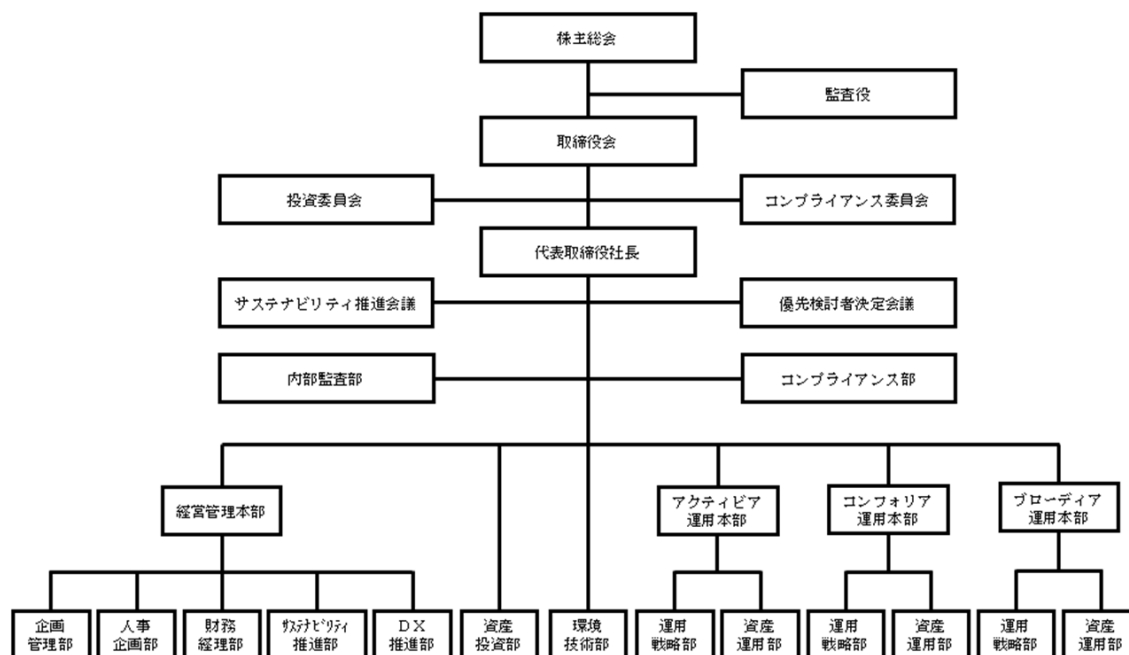 株主総会
監査役
取締役会
投資委員会
コンプライアンス委員会
代表取締役社長
サステナビリティ推進会議
優先検討者決定会議
内部監査部
コンプライアンス部
経営管理本部
アクティビア
運用本部
コンフォリア
運用本部
ブローディア
運用本部
企画
管理部
人事
企画部
財務
経理部
ｻｽﾃﾅﾋﾞﾘﾃｨ
推進部
ＤＸ
推進部
資産
投資部
環境
技術部
運用
戦略部
資産
運用部
運用
戦略部
資産
運用部
運用
戦略部
資産
運用部